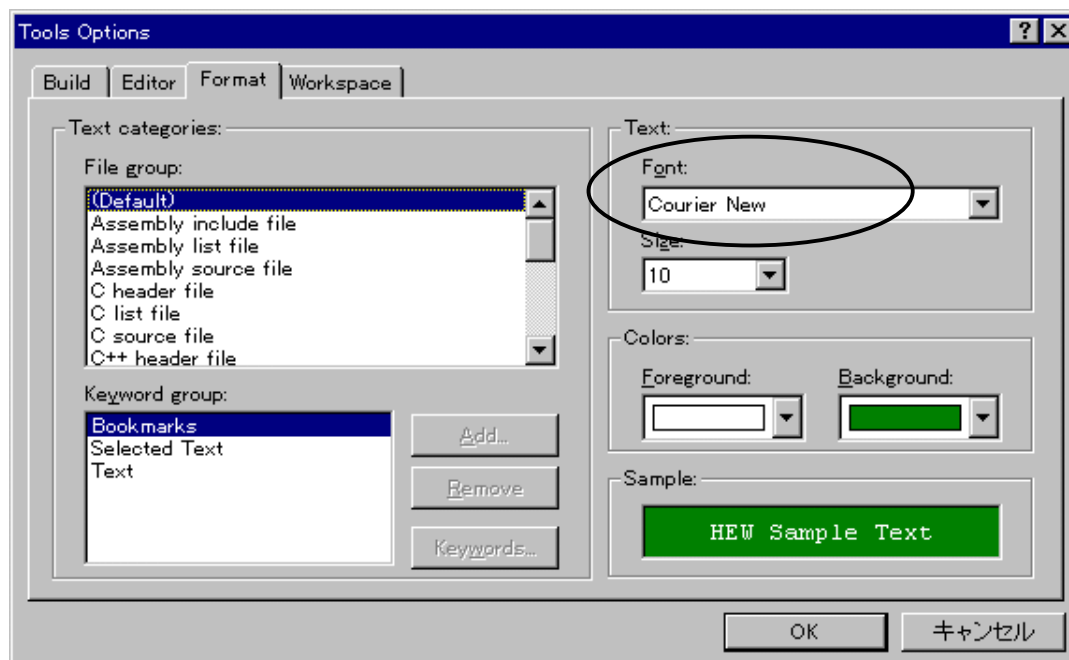 Tools Options
Build Editor Format Workspace
Text categories:
File group:
(Default)
Assembly include file
Assembly list file
Assembly source file
C header file
C list file
C source file
C++ header file
Keyword group:
Bookmarks
Selected Text
Text
Add...
Remove
Keywords...
Text:
Font:
Courier New
Size:
10
Colors:
Foreground: Background:
Sample:
HEW Sample Text
OK キャンセル